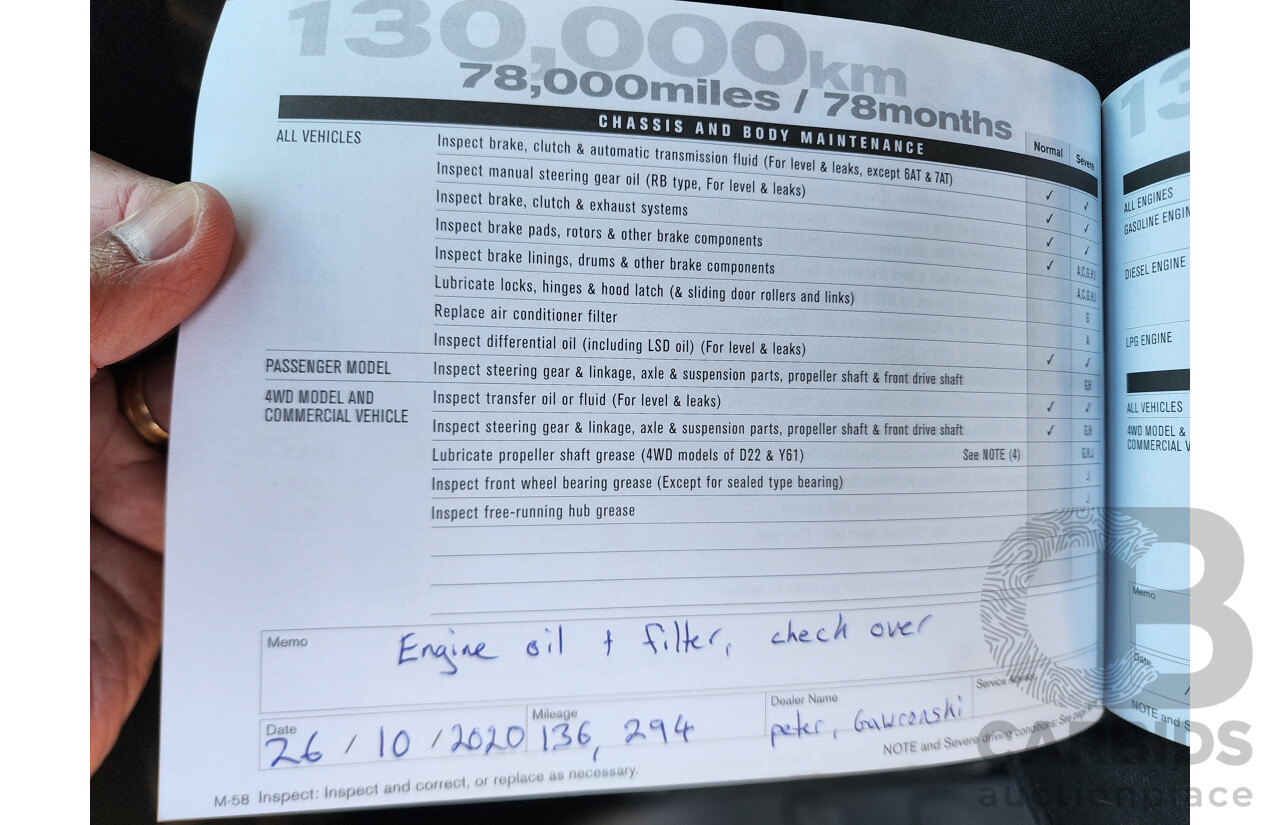 130,000km
78,000miles / 78months
CHASSIS AND BODY MAINTENANCE
Normal Severe
ALL VEHICLES
Inspect brake, clutch & automatic transmission fluid (For level & leaks, except 6AT & 7AT) ✓ ✓
Inspect manual steering gear oil (RB type, For level & leaks) ✓ ✓
Inspect brake, clutch & exhaust systems ✓ ✓
Inspect brake pads, rotors & other brake components ✓
Inspect brake linings, drums & other brake components
Lubricate locks, hinges & hood latch (& sliding door rollers and links) G
Replace air conditioner filter A
Inspect differential oil (including LSD oil) (For level & leaks) ✓ ✓
PASSENGER MODEL Inspect steering gear & linkage, axle & suspension parts, propeller shaft & front drive shaft G,H
4WD MODEL AND COMMERCIAL VEHICLE
Inspect transfer oil or fluid (For level & leaks) ✓ ✓
Inspect steering gear & linkage, axle & suspension parts, propeller shaft & front drive shaft ✓ G,H
Lubricate propeller shaft grease (4WD models of D22 & Y61) See NOTE (4) G,H,J
Inspect front wheel bearing grease (Except for sealed type bearing) J
Inspect free-running hub grease J
Memo Engine oil + filter, check over
Date 26 / 10 / 2020 Mileage 136, 294 Dealer Name peter, Gawronski Service Advisor
NOTE and Severe driving conditions: See page
M-58 Inspect: Inspect and correct, or replace as necessary.
13
ALL ENGINES
GASOLINE ENGIN
DIESEL ENGINE
LPG ENGINE
ALL VEHICLES
4WD MODEL &
COMMERCIAL V
Memo
Date
NOTE and S
CB
CANBIDS
auctionplace